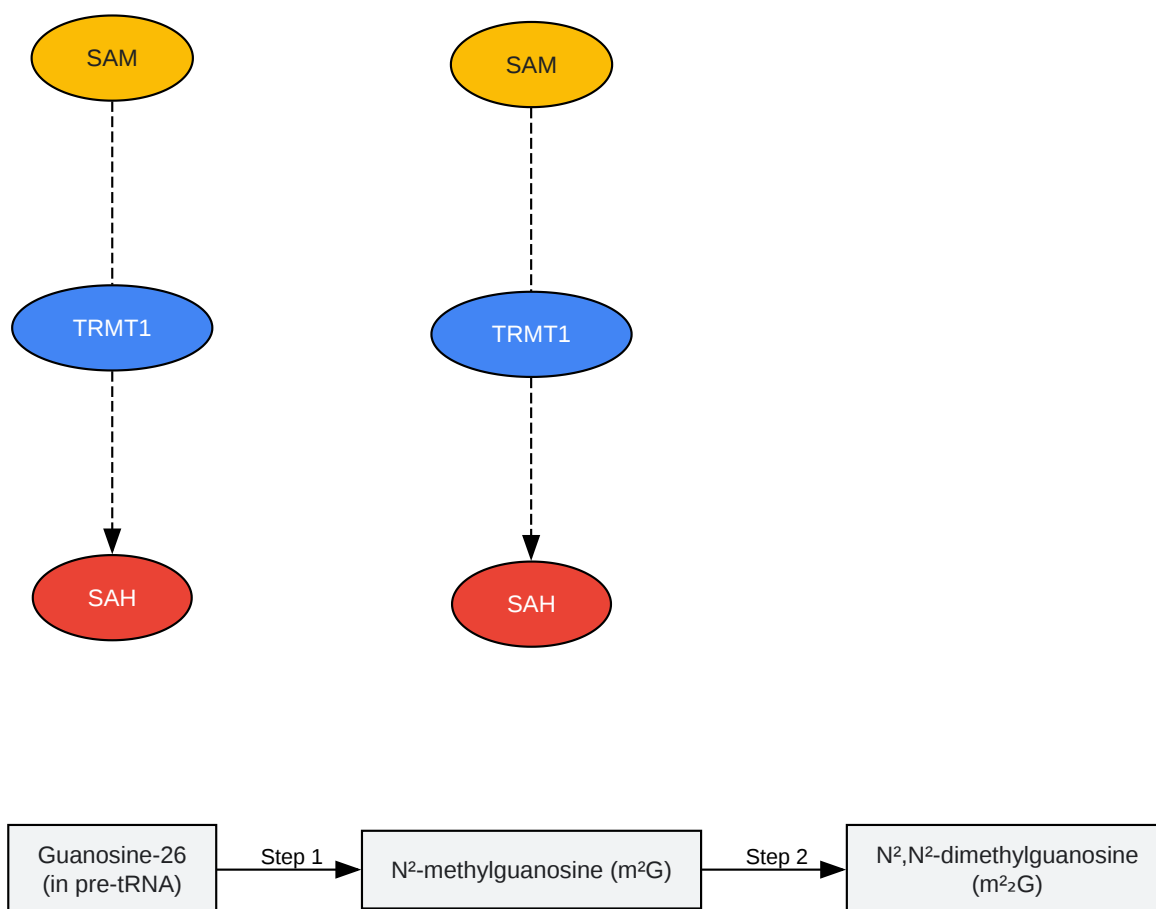 SAM
SAM
TRMT1
TRMT1
SAH
SAH
Guanosine-26
(in pre-tRNA)
Step 1
N²-methylguanosine (m²G)
Step 2
N²,N²-dimethylguanosine
(m²₂G)